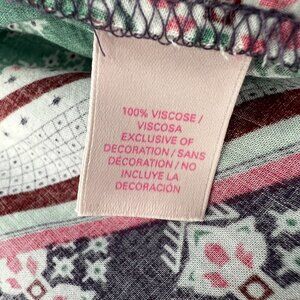 100% VISCOSE /
VISCOSA
EXCLUSIVE OF
DECORATION / SANS
DÉCORATION / NO
INCLUYE LA
DECORACIÓN